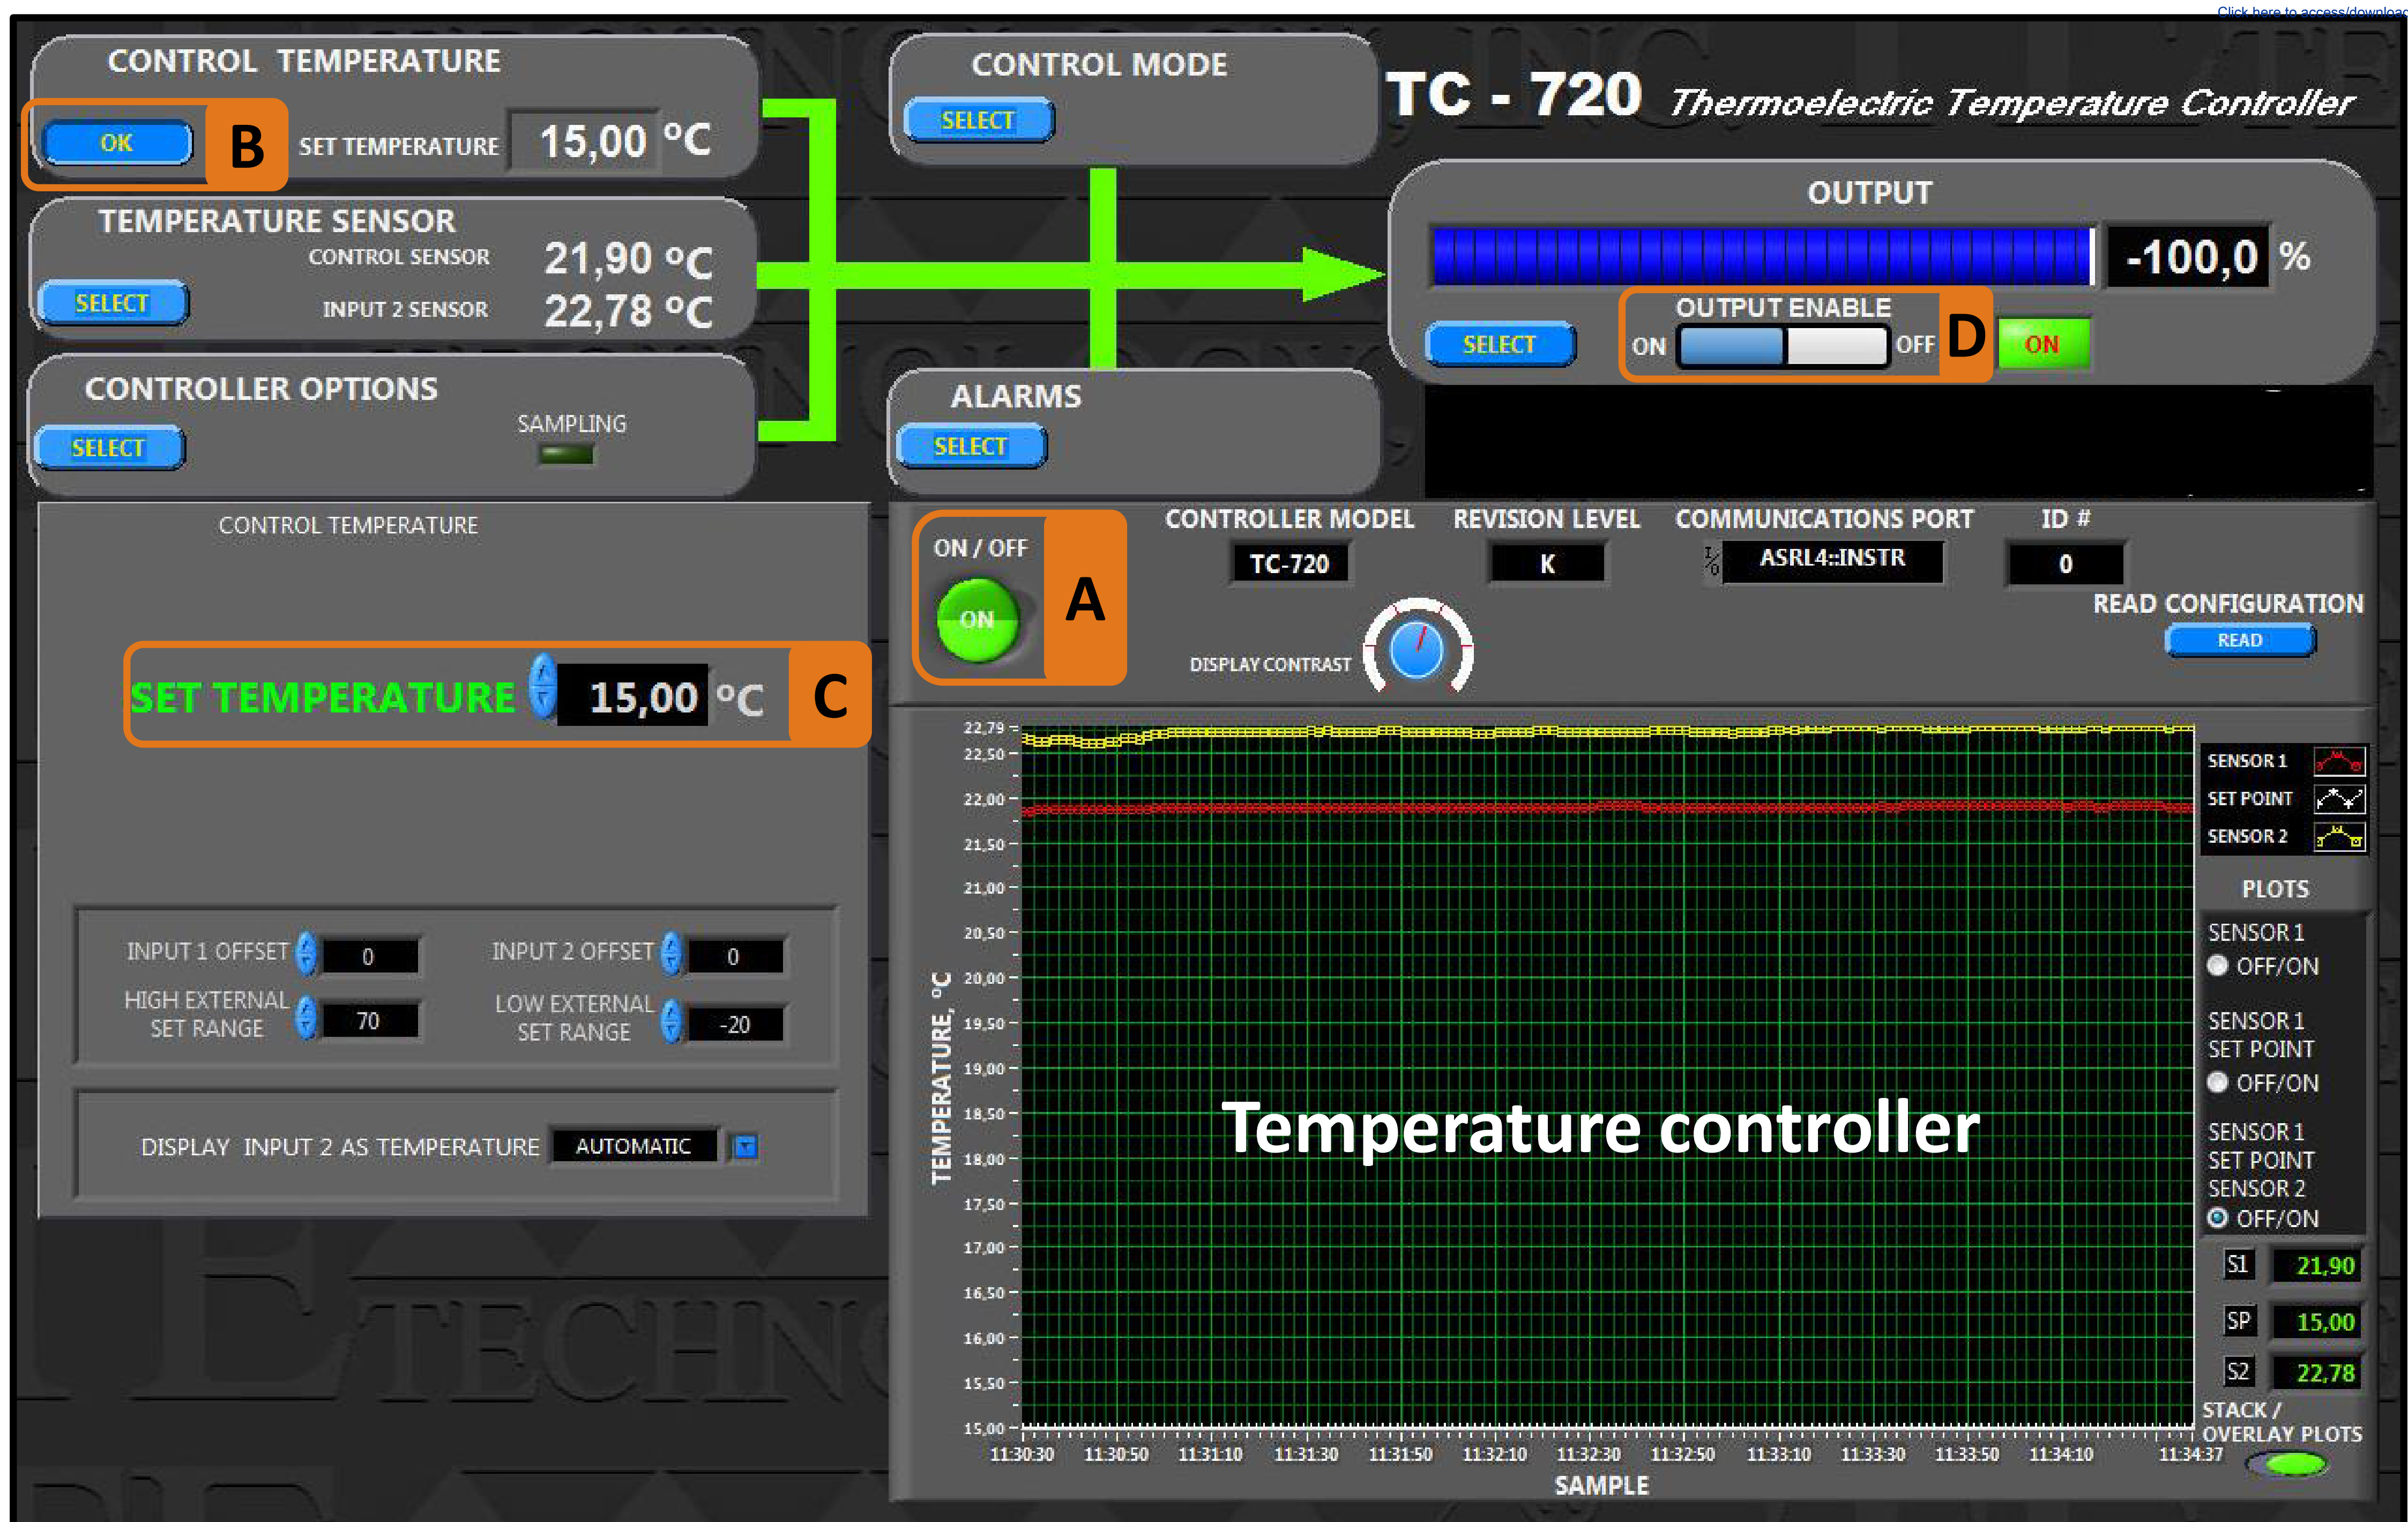 Click here to access/download
CONTROL TEMPERATURE
OK
B
SET TEMPERATURE
15,00 ºC
TEMPERATURE SENSOR
CONTROL SENSOR 21,90 ºC
SELECT
INPUT 2 SENSOR 22,78 ºC
CONTROLLER OPTIONS
SAMPLING
SELECT
CONTROL MODE
SELECT
ALARMS
SELECT
TC - 720 Thermoelectric Temperature Controller
OUTPUT
-100,0 %
OUTPUT ENABLE
SELECT
ON OFF
D
ON
CONTROL TEMPERATURE
SET TEMPERATURE 15,00 ºC
C
INPUT 1 OFFSET 0
INPUT 2 OFFSET 0
HIGH EXTERNAL
SET RANGE 70
LOW EXTERNAL
SET RANGE -20
DISPLAY INPUT 2 AS TEMPERATURE AUTOMATIC
ON / OFF
ON
A
CONTROLLER MODEL
TC-720
REVISION LEVEL
K
COMMUNICATIONS PORT
I/O ASRL4::INSTR
ID #
0
DISPLAY CONTRAST
READ CONFIGURATION
READ
TEMPERATURE, ºC
22,79
22,50
22,00
21,50
21,00
20,50
20,00
19,50
19,00
18,50
18,00
17,50
17,00
16,50
16,00
15,50
15,00
Temperature controller
11:30:30 11:30:50 11:31:10 11:31:30 11:31:50 11:32:10 11:32:30 11:32:50 11:33:10 11:33:30 11:33:50 11:34:10 11:34:37
SAMPLE
SENSOR 1
SET POINT
SENSOR 2
PLOTS
SENSOR 1
OFF/ON
SENSOR 1
SET POINT
OFF/ON
SENSOR 1
SET POINT
SENSOR 2
OFF/ON
S1 21,90
SP 15,00
S2 22,78
STACK /
OVERLAY PLOTS